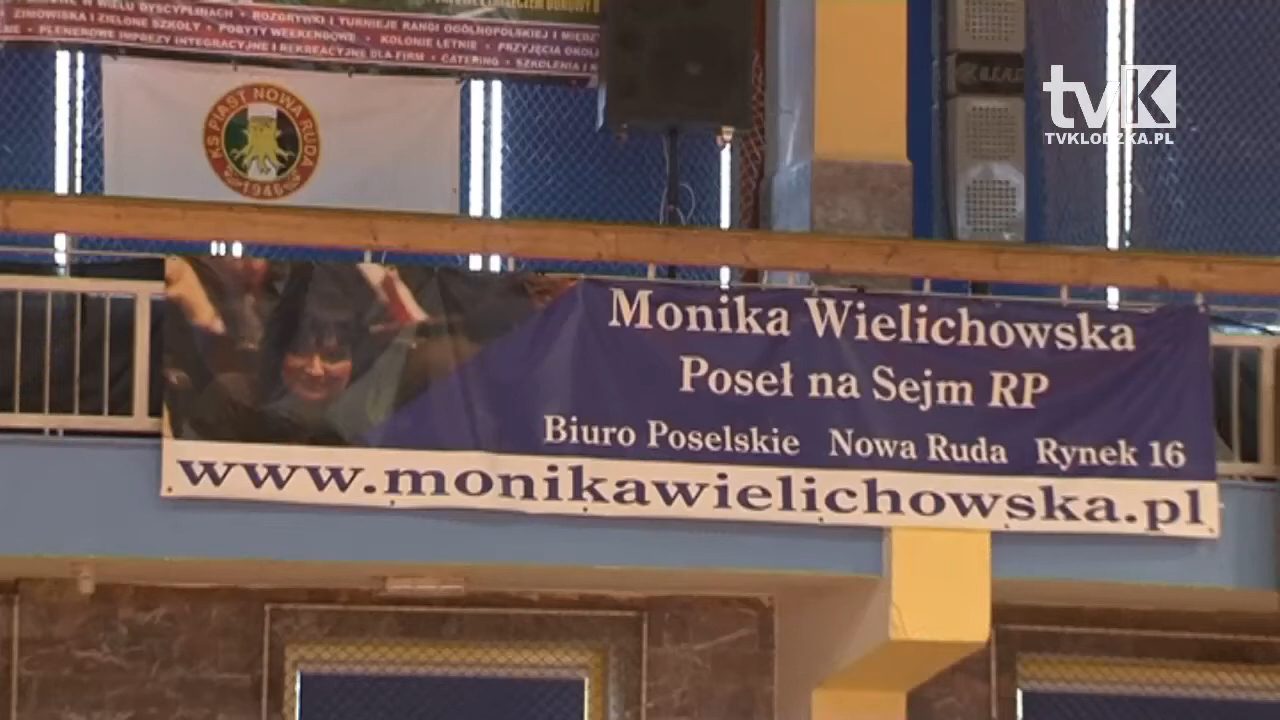 W WIELU DYSCYPLINACH • ROZGRYWKI I TURNIEJE RANGI OGÓLNOPOLSKIEJ I
ZIMOWISKA I ZIELONE SZKOŁY • POBYTY WEEKENDOWE • KOLONIE LETNIE • PRZYJĘCIA
PLENEROWE IMPREZY INTEGRACYJNE I REKREACYJNE DLA FIRM • CATERING • SZKOLENIA I
KS PIAST NOWA RUDA
1946
tvK
TVKLODZKA.PL
Monika Wielichowska
Poseł na Sejm RP
Biuro Poselskie Nowa Ruda Rynek 16
www.monikawielichowska.pl